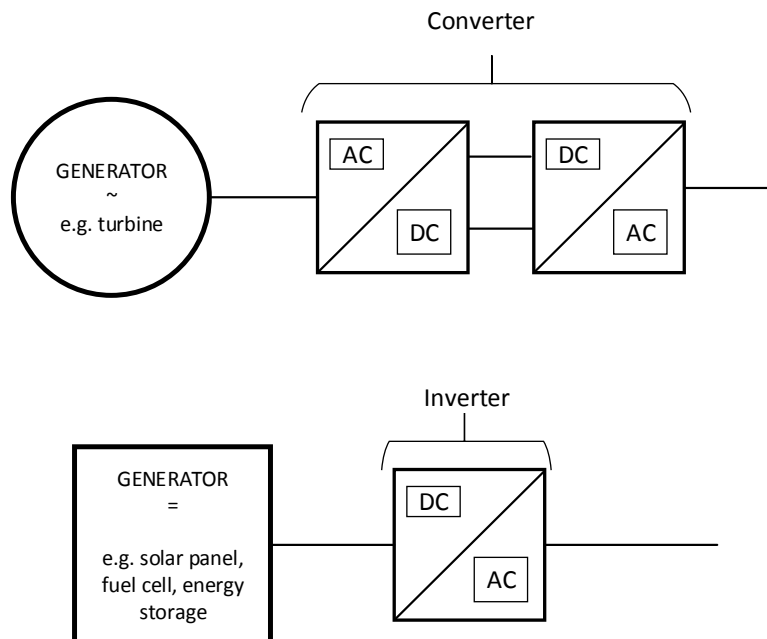 Converter
GENERATOR
~
e.g. turbine
AC
DC
DC
AC
Inverter
GENERATOR
=
e.g. solar panel,
fuel cell, energy
storage
DC
AC